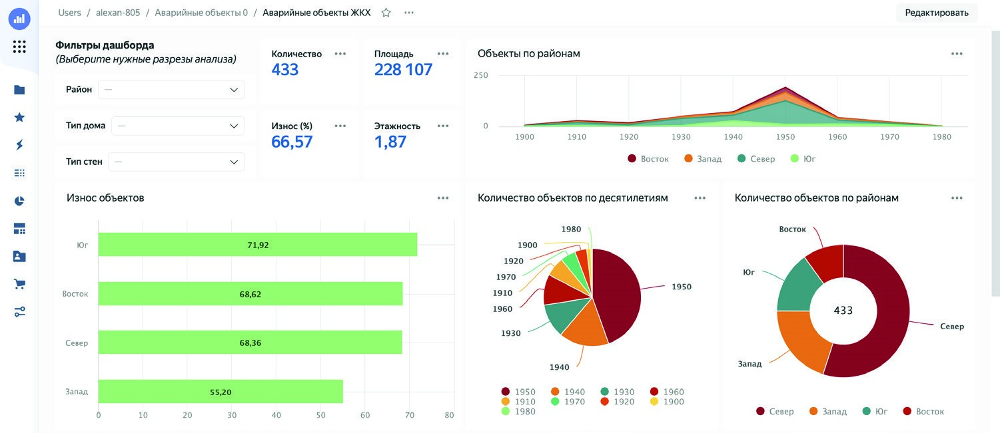 Users / alexan-805 / Аварийные объекты 0 / Аварийные объекты ЖКХ
Редактировать
Фильтры дашборда
(Выберите нужные разрезы анализа)
Район —
Тип дома —
Тип стен —
Количество
433
Площадь
228 107
Износ (%)
66,57
Этажность
1,87
Объекты по районам
250
0
1900 1910 1920 1930 1940 1950 1960 1970 1980
Восток Запад Север Юг
Износ объектов
Юг 71,92
Восток 68,62
Север 68,36
Запад 55,20
0 10 20 30 40 50 60 70 80
Количество объектов по десятилетиям
1980
1900
1920
1970
1910
1950
1960
1930
1940
1950 1940 1930 1960
1910 1970 1920 1900
1980
Количество объектов по районам
Восток
Юг
433
Север
Запад
Север Запад Юг Восток